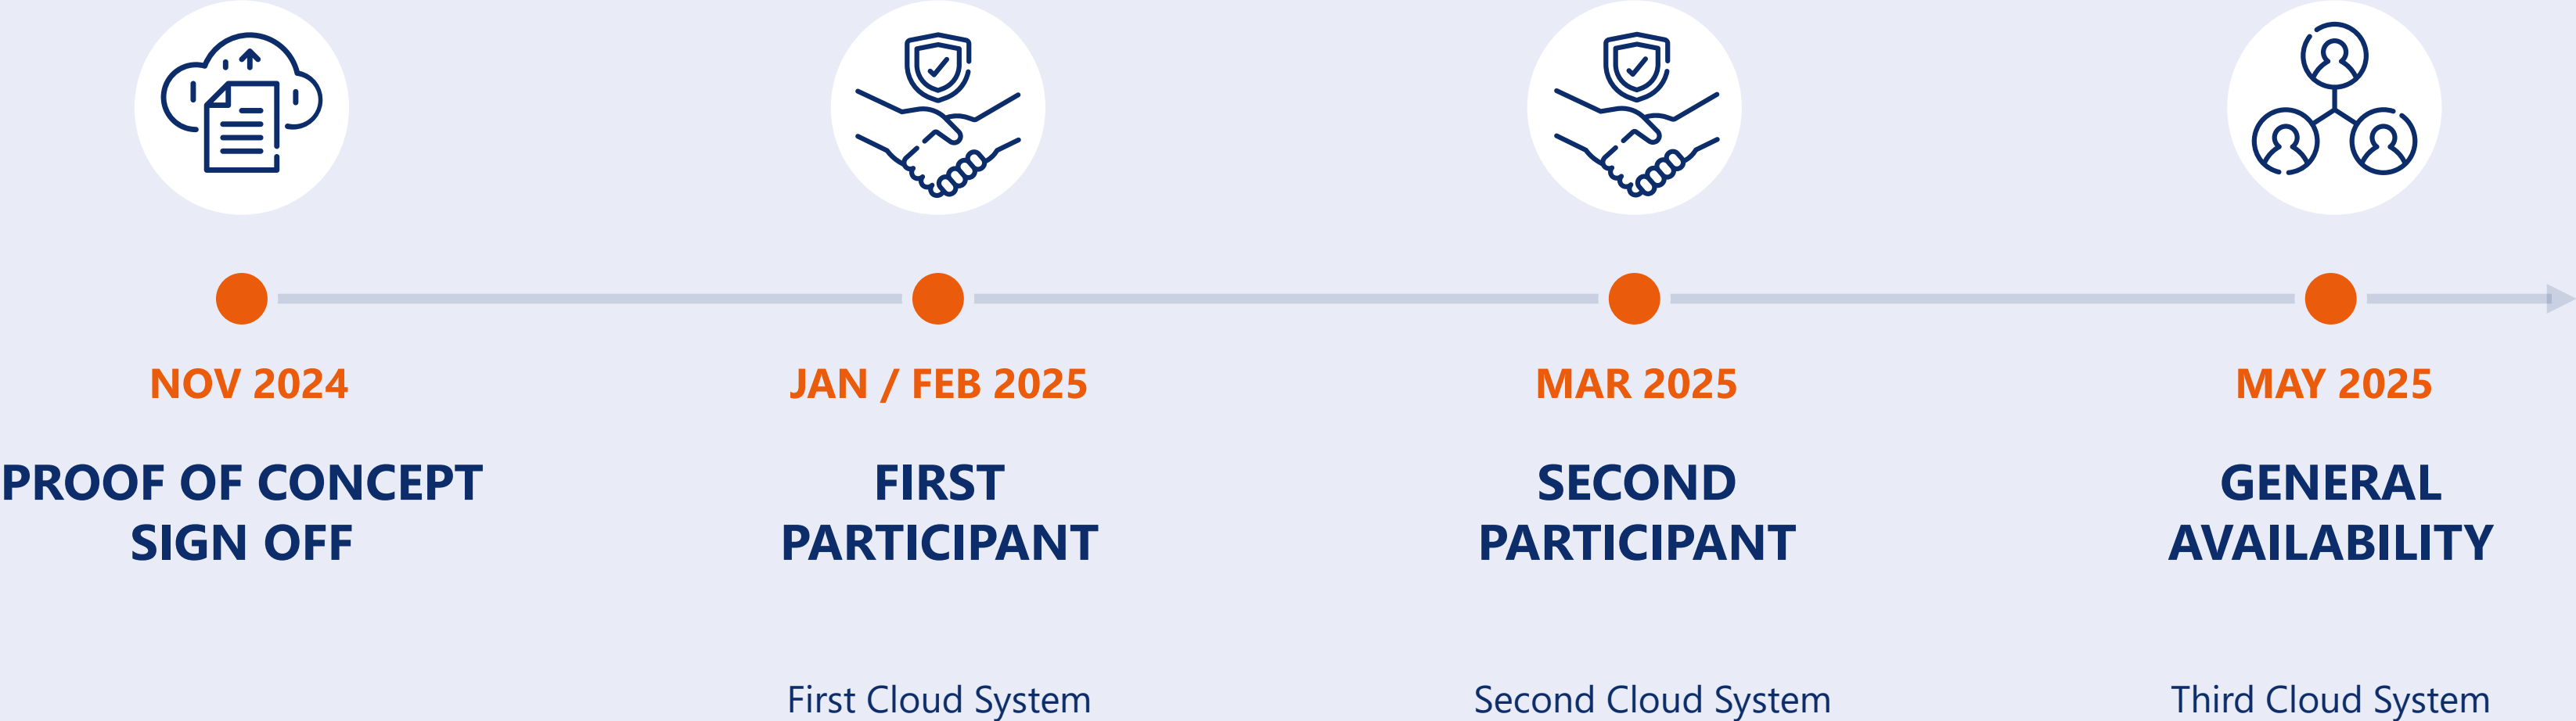 NOV 2024
PROOF OF CONCEPT
SIGN OFF
JAN / FEB 2025
FIRST
PARTICIPANT
First Cloud System
MAR 2025
SECOND
PARTICIPANT
Second Cloud System
MAY 2025
GENERAL
AVAILABILITY
Third Cloud System